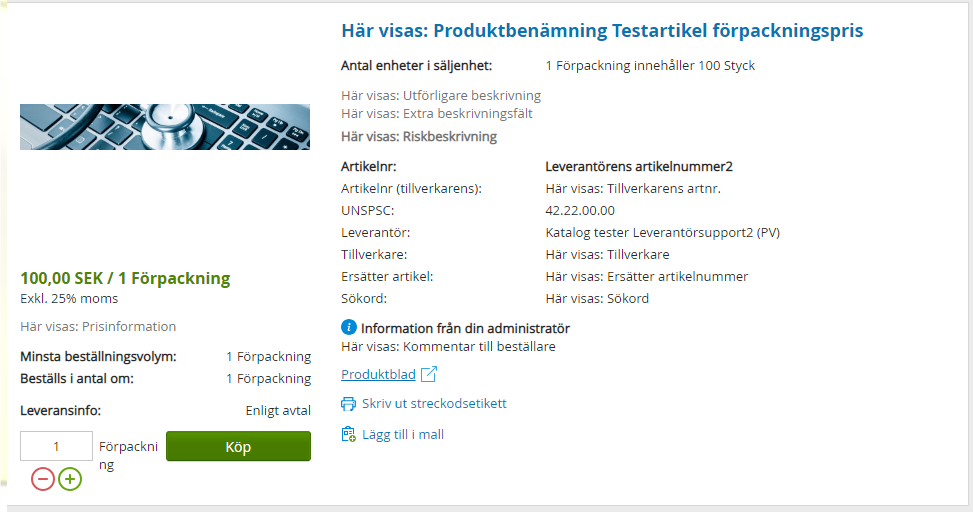 Här visas: Produktbenämning Testartikel förpackningspris
Antal enheter i säljenhet: 1 Förpackning innehåller 100 Styck
Här visas: Utförligare beskrivning
Här visas: Extra beskrivningsfält
Här visas: Riskbeskrivning
Artikelnr: Leverantörens artikelnummer2
Artikelnr (tillverkarens): Här visas: Tillverkarens artnr.
UNSPSC: 42.22.00.00
Leverantör: Katalog tester Leverantörsupport2 (PV)
Tillverkare: Här visas: Tillverkare
Ersätter artikel: Här visas: Ersätter artikelnummer
Sökord: Här visas: Sökord
i Information från din administratör
Här visas: Kommentar till beställare
Produktblad
Skriv ut streckodsetikett
Lägg till i mall
100,00 SEK / 1 Förpackning
Exkl. 25% moms
Här visas: Prisinformation
Minsta beställningsvolym: 1 Förpackning
Beställs i antal om: 1 Förpackning
Leveransinfo: Enligt avtal
1 Förpackni
ng
Köp